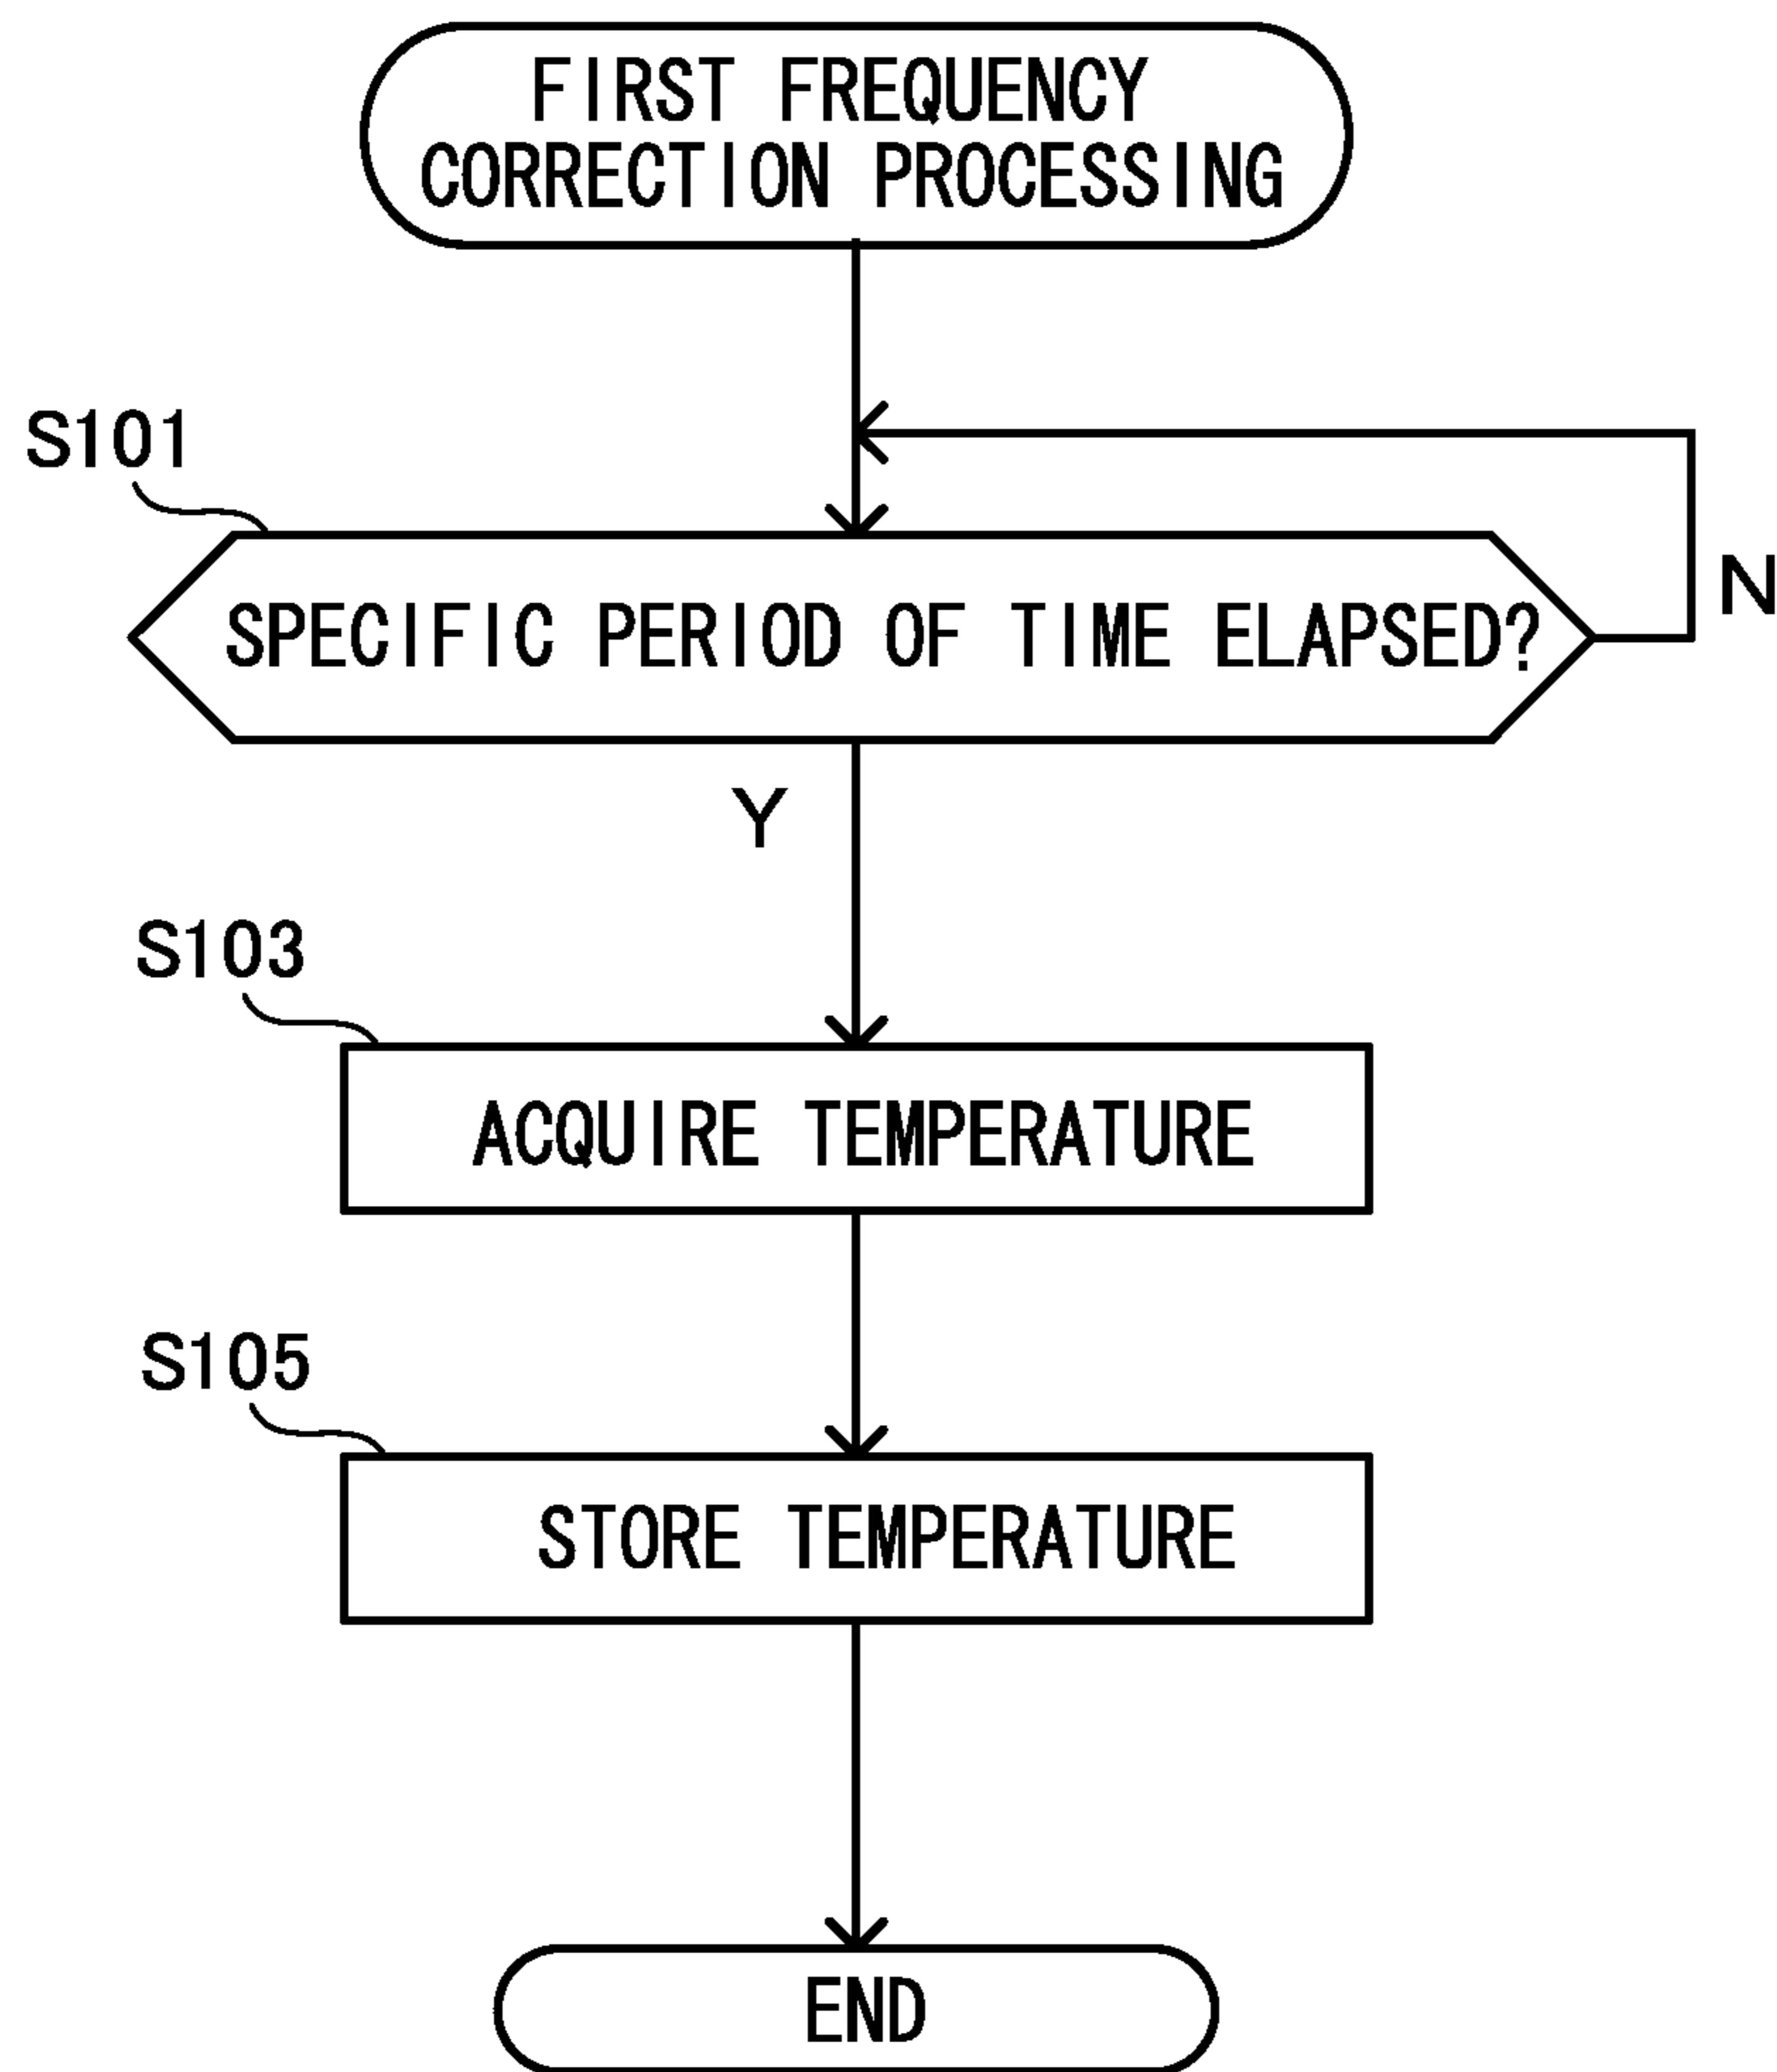 FIRST FREQUENCY
CORRECTION PROCESSING
S101
SPECIFIC PERIOD OF TIME ELAPSED?
N
Y
S103
ACQUIRE TEMPERATURE
S105
STORE TEMPERATURE
END